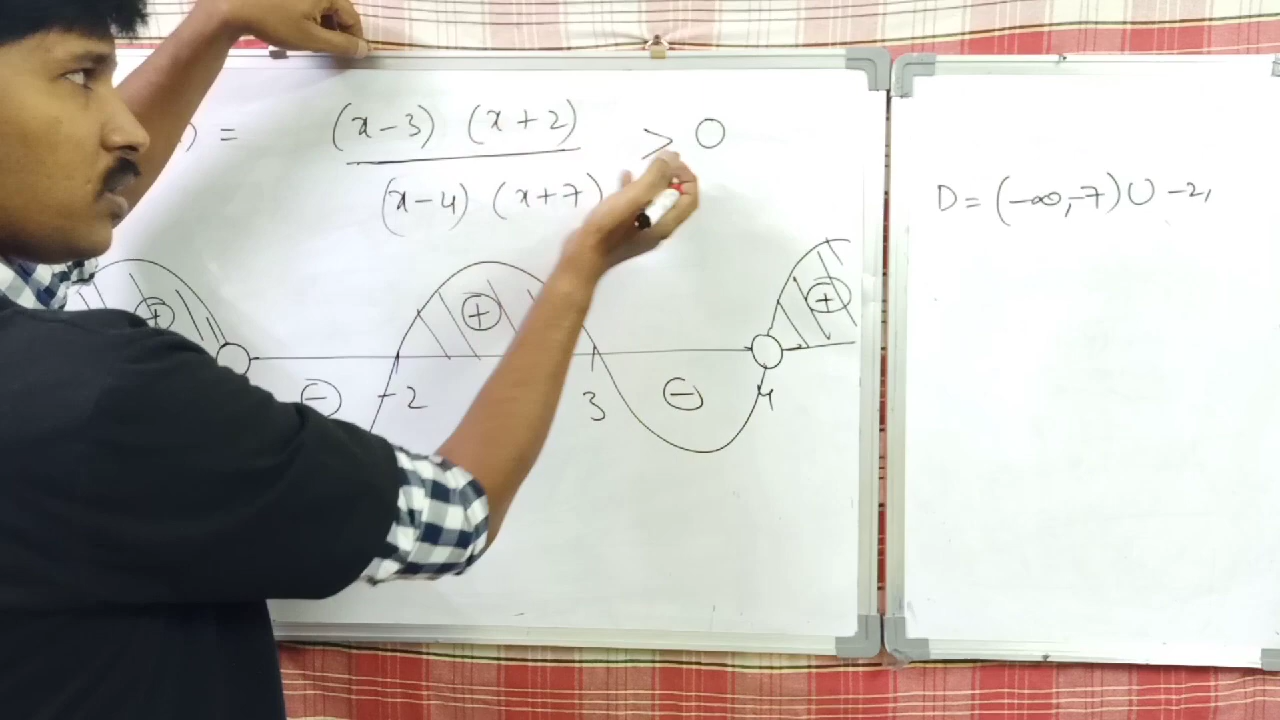 ) = (x-3) (x+2) > 0
(x-4) (x+7)
D = (-∞,-7) ∪ -2,
+ + +
- - 
-2 3 4